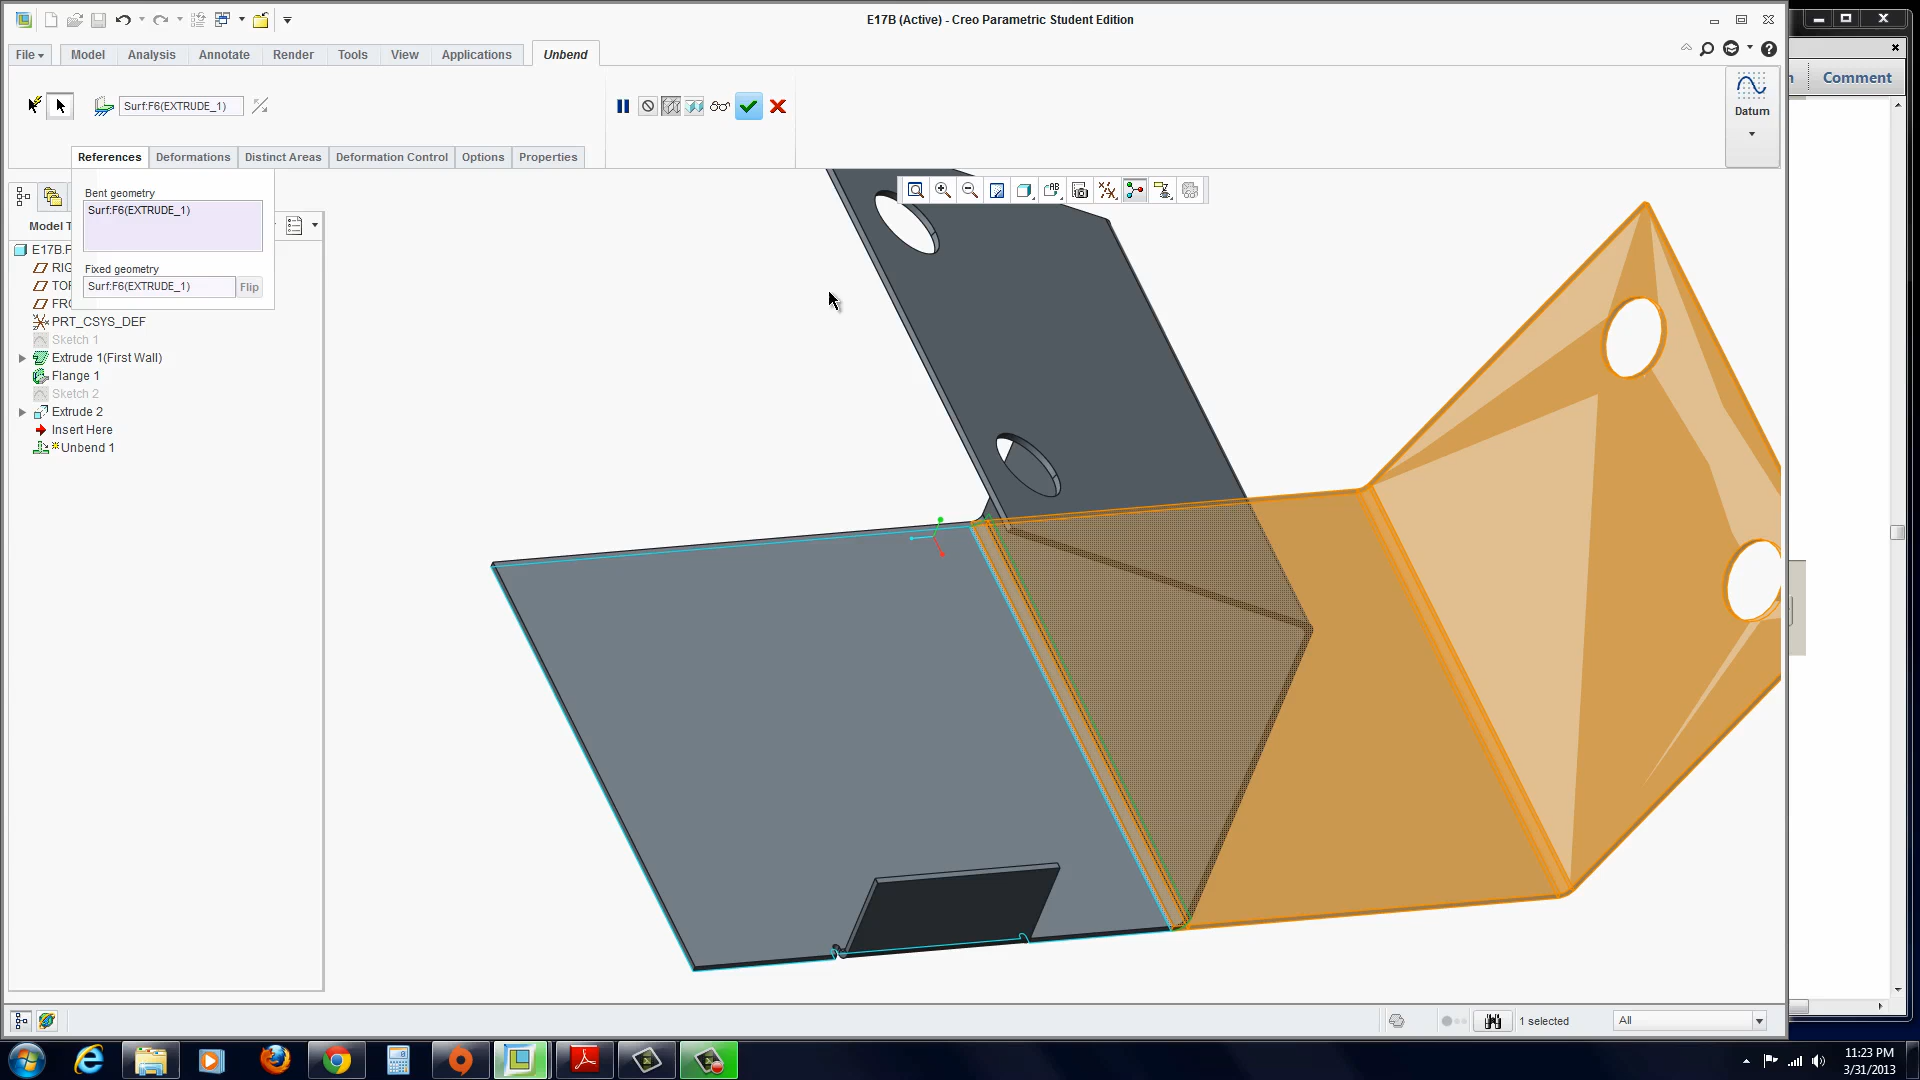 E17B (Active) - Creo Parametric Student Edition
File
Model
Analysis
Annotate
Render
Tools
View
Applications
Unbend
Comment
Surf:F6(EXTRUDE_1)
Datum
References
Deformations
Distinct Areas
Deformation Control
Options
Properties
Bent geometry
Surf:F6(EXTRUDE_1)
Model T
E17B.P
Fixed geometry
RIG
Surf:F6(EXTRUDE_1)
Flip
TOP
FRO
PRT_CSYS_DEF
Sketch 1
Extrude 1(First Wall)
Flange 1
Sketch 2
Extrude 2
Insert Here
Unbend 1
1 selected
All
11:23 PM
3/31/2013